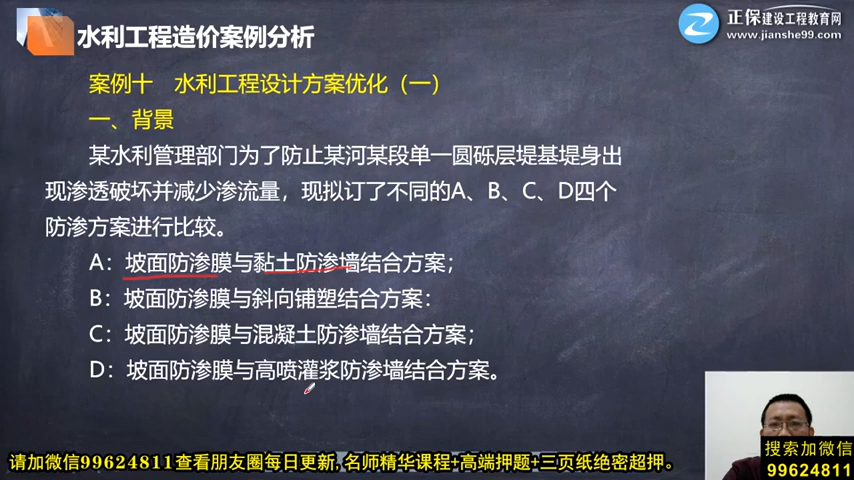 水利工程造价案例分析
正保建设工程教育网
www.jianshe99.com
案例十 水利工程设计方案优化（一）
一、背景
某水利管理部门为了防止某河某段单一圆砾层堤基堤身出
现渗透破坏并减少渗流量，现拟订了不同的A、B、C、D四个
防渗方案进行比较。
A：坡面防渗膜与黏土防渗墙结合方案；
B：坡面防渗膜与斜向铺塑结合方案：
C：坡面防渗膜与混凝土防渗墙结合方案；
D：坡面防渗膜与高喷灌浆防渗墙结合方案。
搜索加微信
99624811
请加微信99624811查看朋友圈每日更新，名师精华课程+高端押题+三页纸绝密超押。